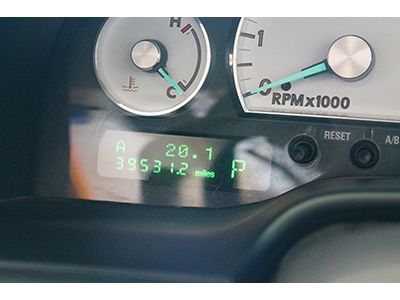 H
C
1
0
RPMx1000
RESET
A/B
A 20.1
39531.2 miles
P